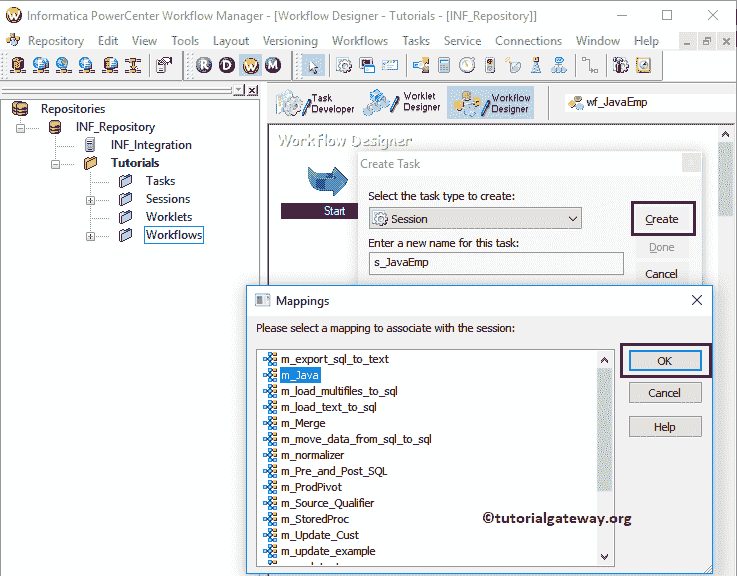 Informatica PowerCenter Workflow Manager - [Workflow Designer - Tutorials - [INF_Repository]]
Repository Edit View Tools Layout Versioning Workflows Tasks Service Connections Window Help
R D W M
Repositories
INF_Repository
INF_Integration
Tutorials
Tasks
Sessions
Worklets
Workflows
Task Developer
Worklet Designer
Workflow Designer
wf_JavaEmp
Workflow Designer
Start
Create Task
Select the task type to create:
Session
Create
Enter a new name for this task:
Done
s_JavaEmp
Cancel
Mappings
Please select a mapping to associate with the session:
m_export_sql_to_text
m_Java
m_load_multifiles_to_sql
m_load_text_to_sql
m_Merge
m_move_data_from_sql_to_sql
m_normalizer
m_Pre_and_Post_SQL
m_ProdPivot
m_Source_Qualifier
m_StoredProc
m_Update_Cust
m_update_example
OK
Cancel
Help
©tutorialgateway.org